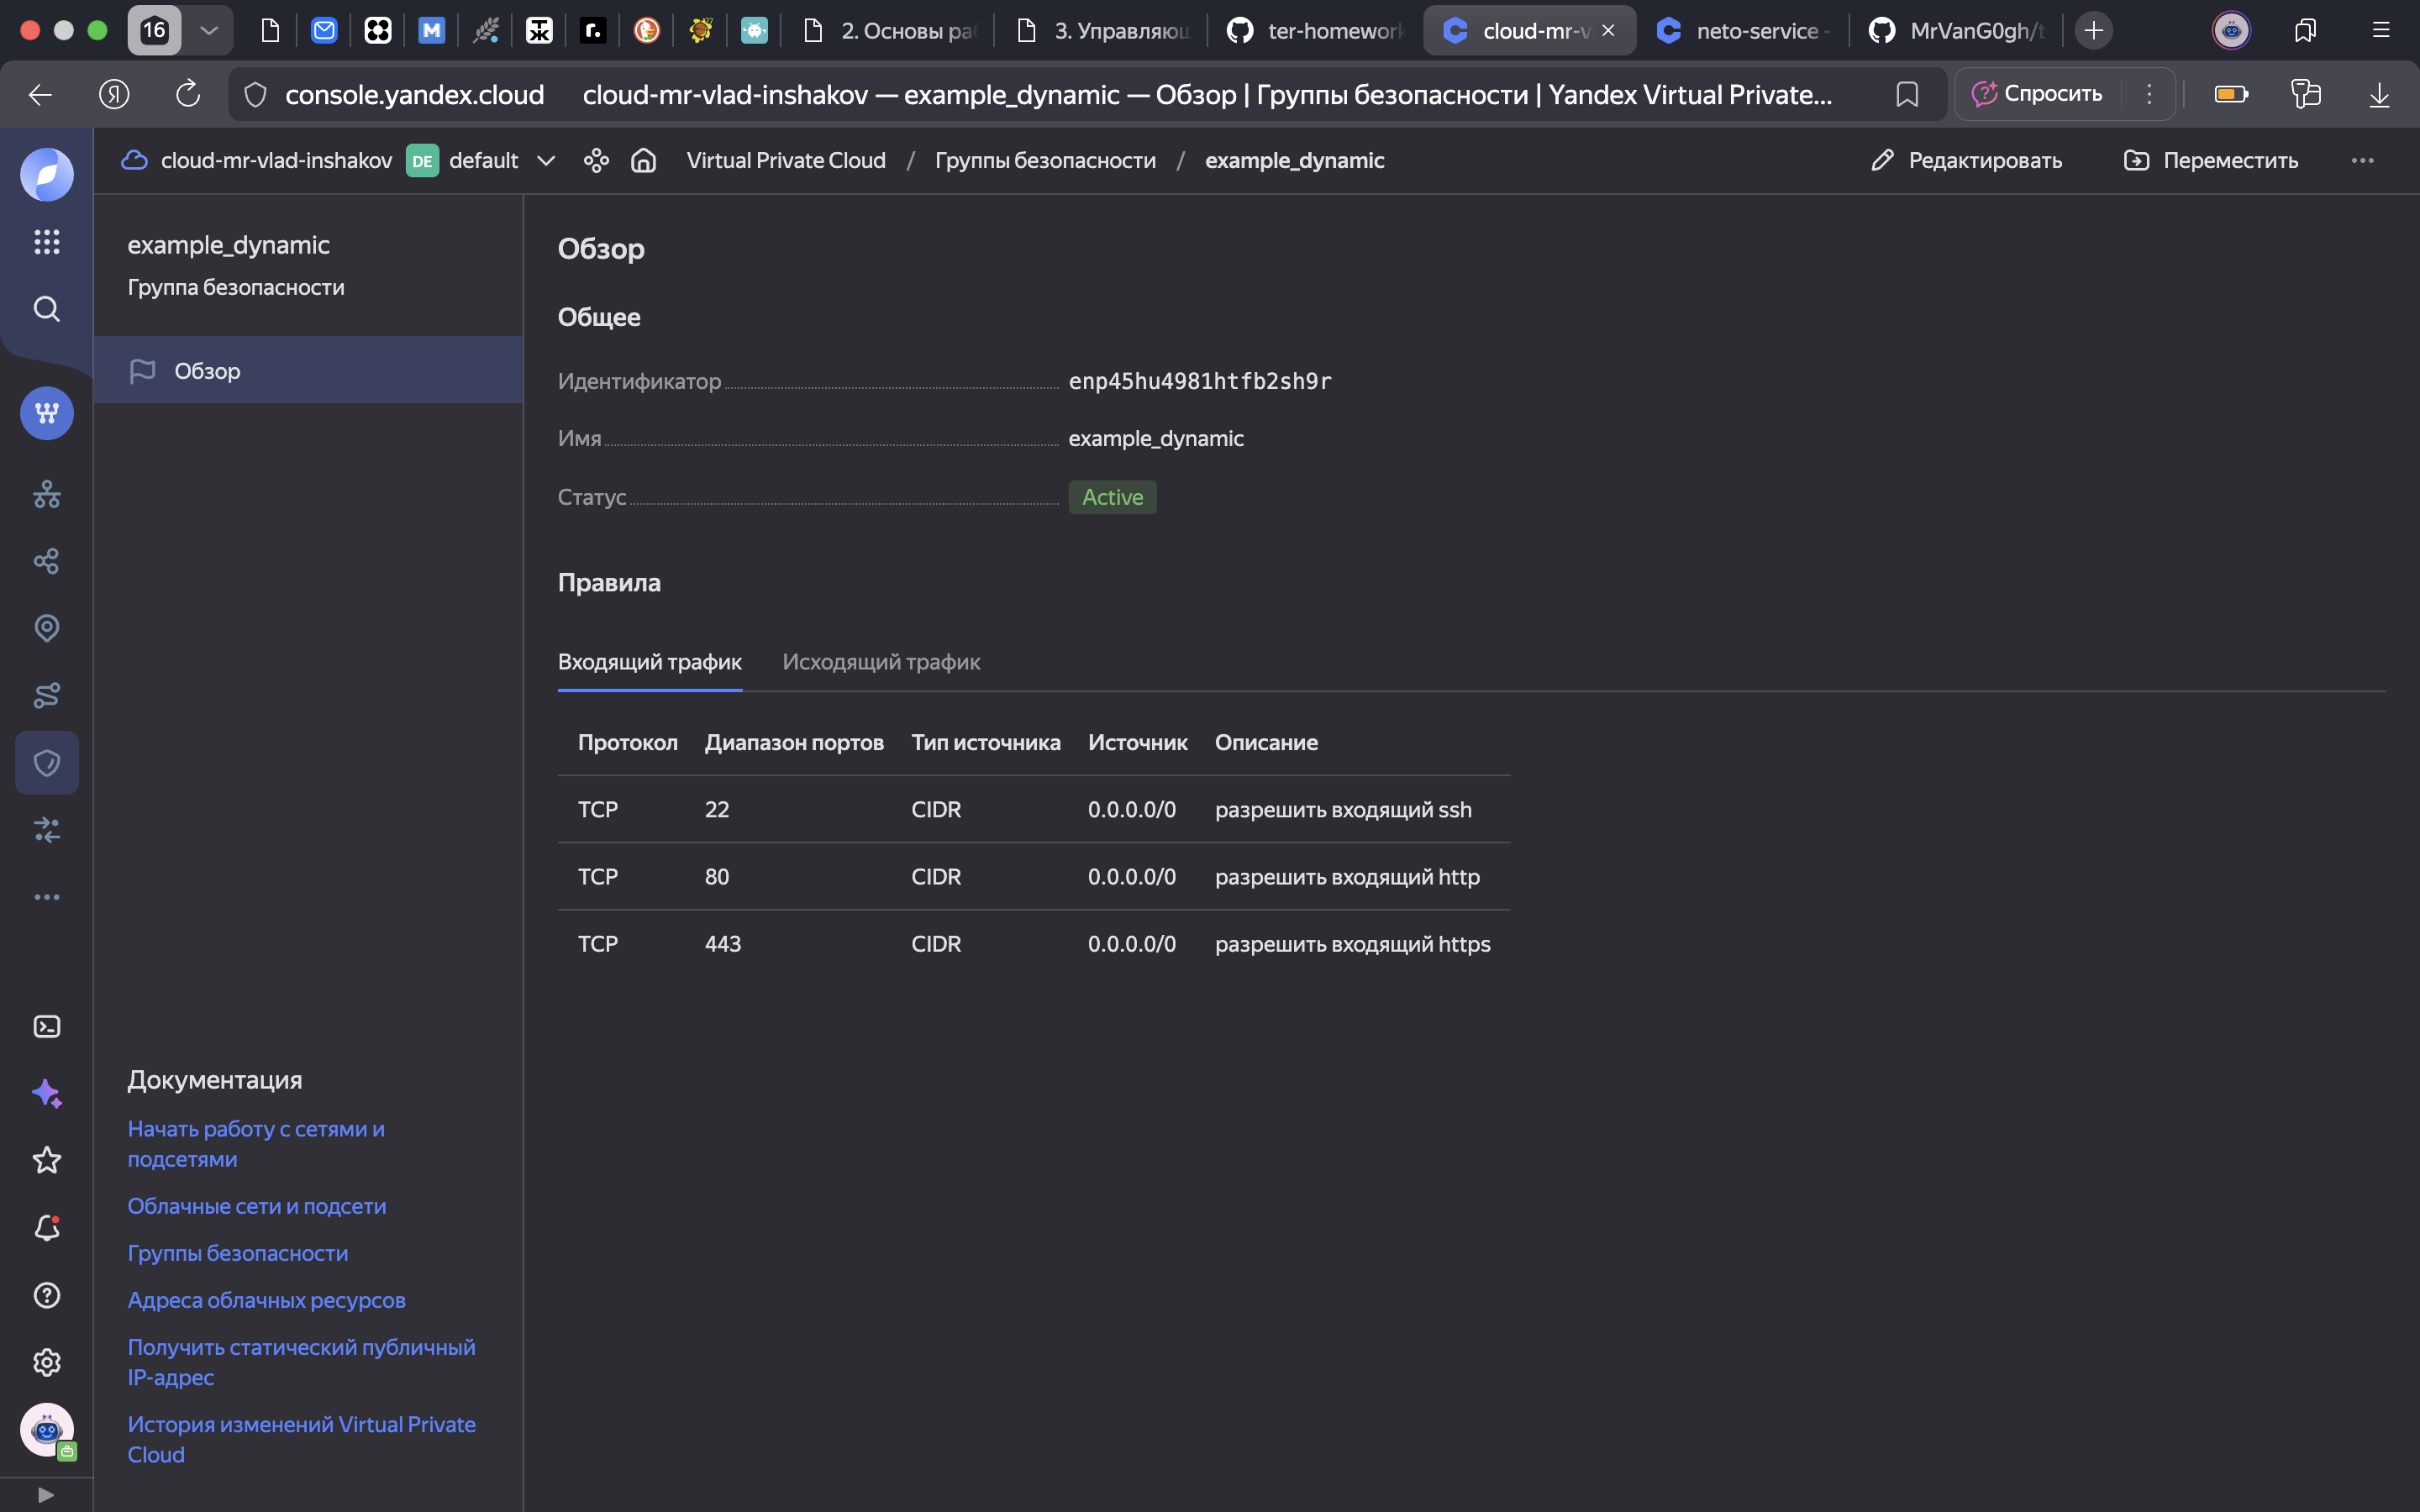 16
2. Основы ра
3. Управляющ
ter-homework
cloud-mr-v
neto-service -
MrVanG0gh/t
console.yandex.cloud cloud-mr-vlad-inshakov — example_dynamic — Обзор | Группы безопасности | Yandex Virtual Private...
Спросить
cloud-mr-vlad-inshakov DE default
Virtual Private Cloud / Группы безопасности / example_dynamic
Редактировать
Переместить
example_dynamic
Группа безопасности
Обзор
Обзор
Общее
Идентификатор enp45hu4981htfb2sh9r
Имя example_dynamic
Статус Active
Правила
Входящий трафик Исходящий трафик
Протокол Диапазон портов Тип источника Источник Описание
TCP 22 CIDR 0.0.0.0/0 разрешить входящий ssh
TCP 80 CIDR 0.0.0.0/0 разрешить входящий http
TCP 443 CIDR 0.0.0.0/0 разрешить входящий https
Документация
Начать работу с сетями и
подсетями
Облачные сети и подсети
Группы безопасности
Адреса облачных ресурсов
Получить статический публичный
IP-адрес
История изменений Virtual Private
Cloud